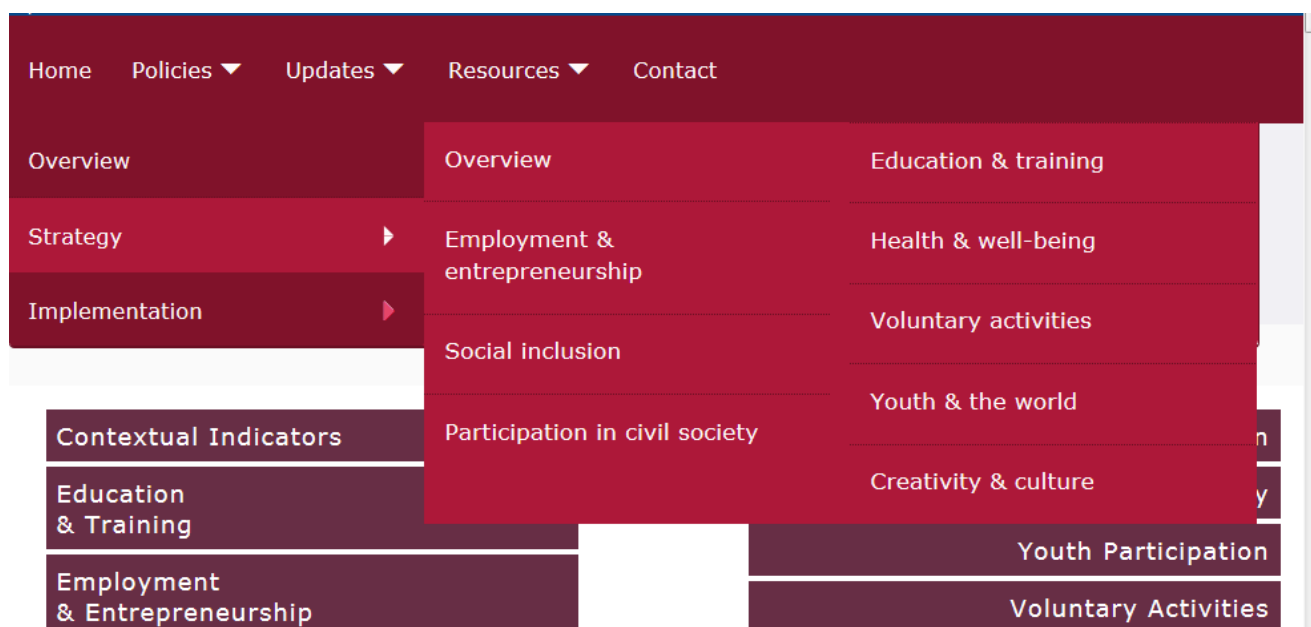 Home Policies Updates Resources Contact
Overview
Strategy
Implementation
Overview
Employment &
entrepreneurship
Social inclusion
Participation in civil society
Education & training
Health & well-being
Voluntary activities
Youth & the world
Creativity & culture
Contextual Indicators
Education
& Training
Employment
& Entrepreneurship
n
y
Youth Participation
Voluntary Activities